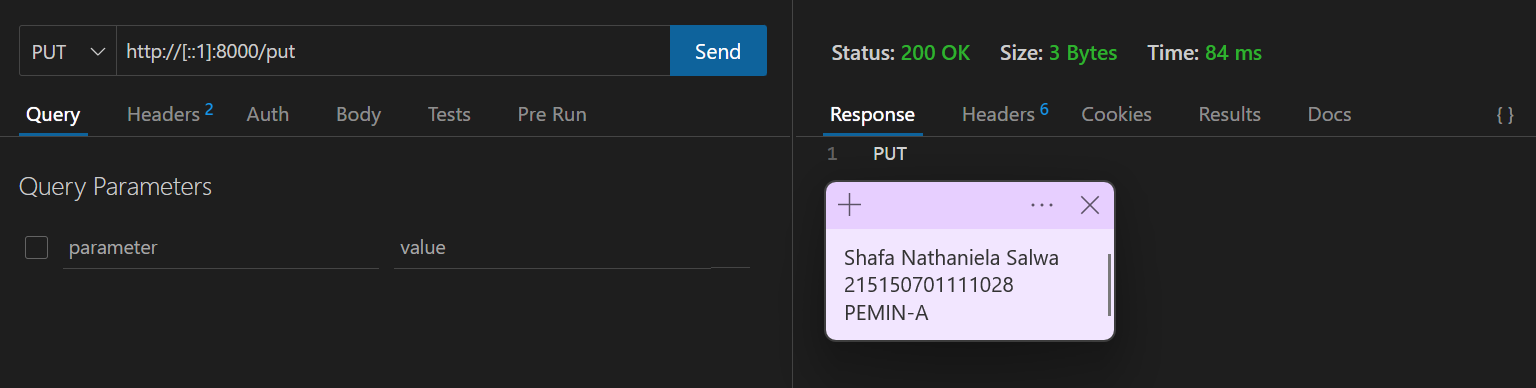 PUT http://[::1]:8000/put Send
Query Headers 2 Auth Body Tests Pre Run
Query Parameters
parameter value
Status: 200 OK Size: 3 Bytes Time: 84 ms
Response Headers 6 Cookies Results Docs { }
1 PUT
Shafa Nathaniela Salwa
215150701111028
PEMIN-A